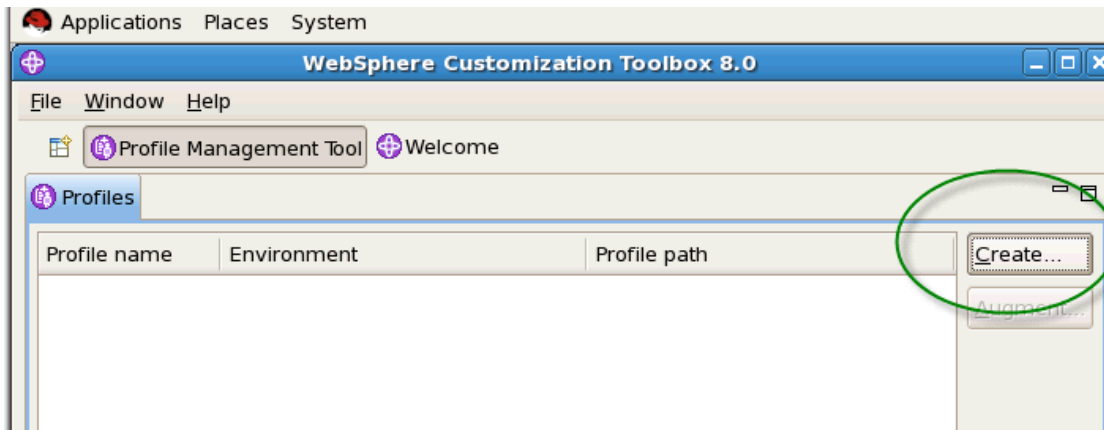 Applications Places System
WebSphere Customization Toolbox 8.0
File Window Help
Profile Management Tool Welcome
Profiles
Profile name Environment Profile path Create...
Augment...